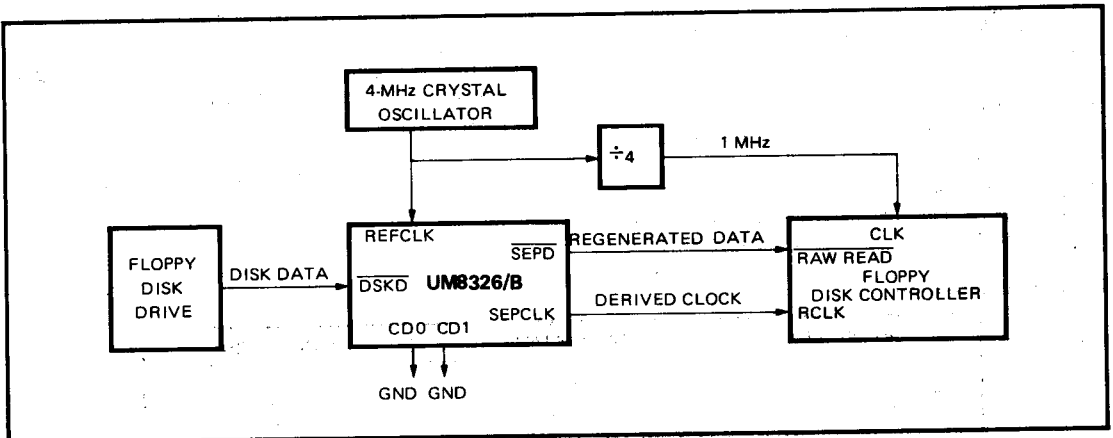 4-MHz CRYSTAL
OSCILLATOR
÷4
1 MHz
FLOPPY
DISK
DRIVE
DISK DATA
REFCLK
SEPD
DSKD
UM8326/B
SEPCLK
CD0 CD1
GND GND
REGENERATED DATA
DERIVED CLOCK
CLK
RAW READ
FLOPPY
DISK CONTROLLER
RCLK